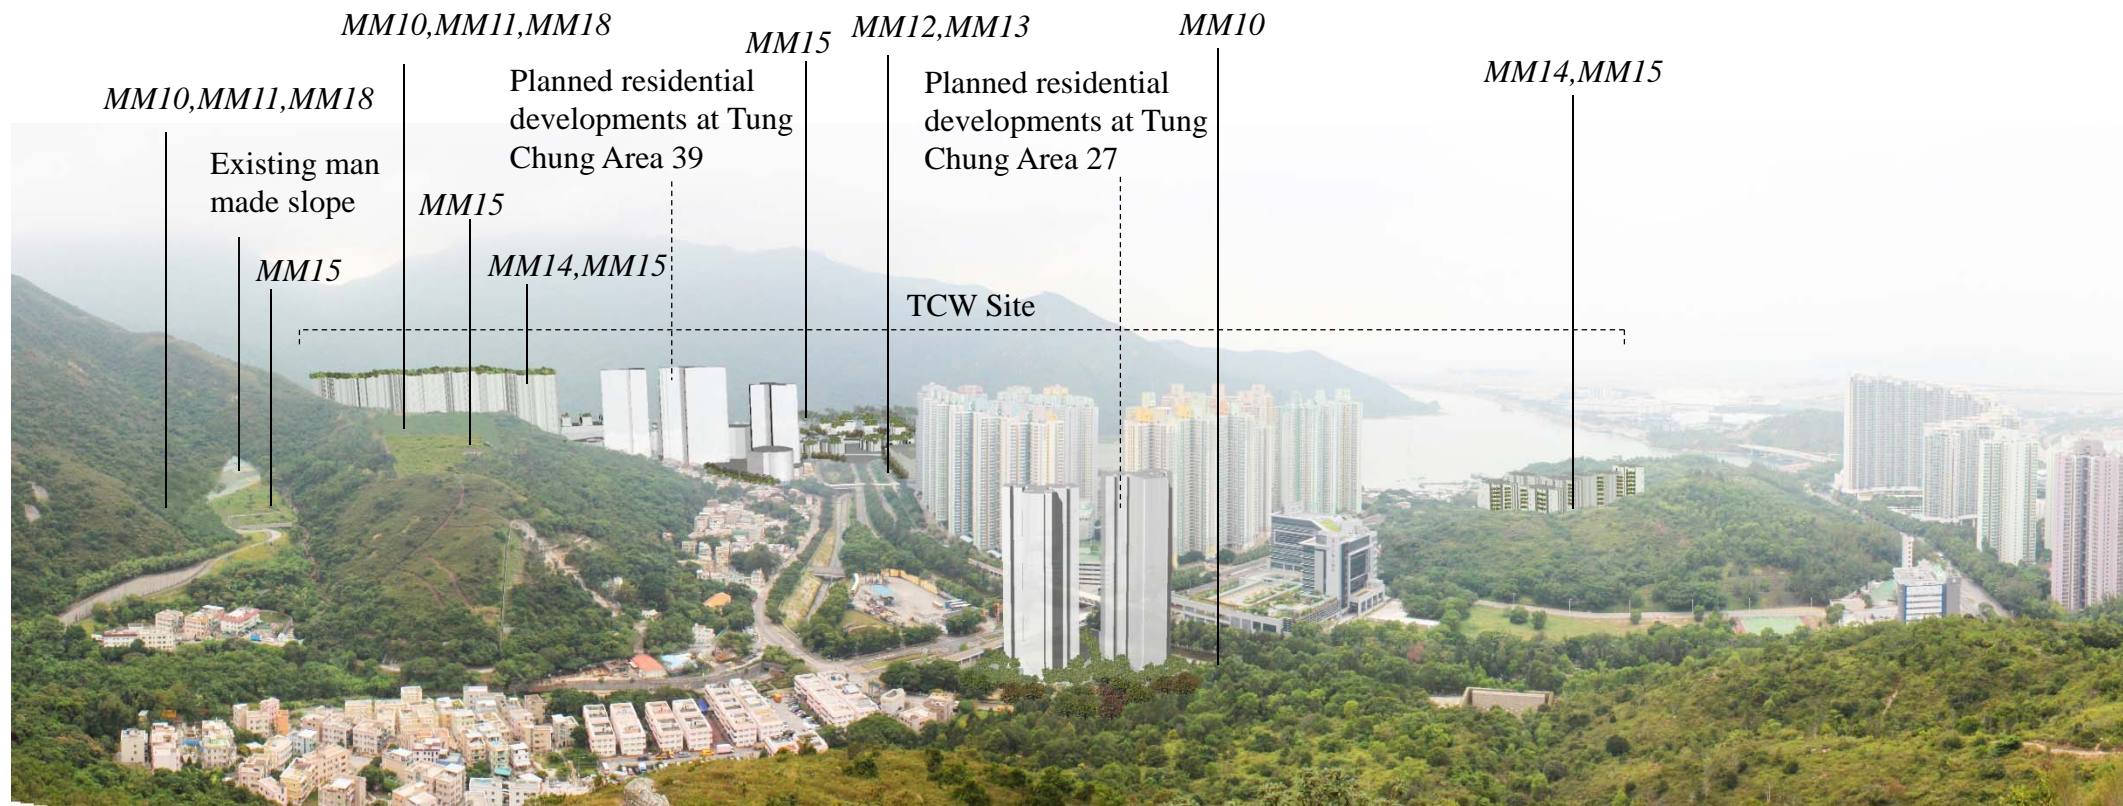 MM10,MM11,MM18
MM15
MM12,MM13
MM10
Planned residential
developments at Tung
Chung Area 39
Planned residential
developments at Tung
Chung Area 27
MM14,MM15
MM10,MM11,MM18
Existing man
made slope
MM15
MM15
MM14,MM15
TCW Site